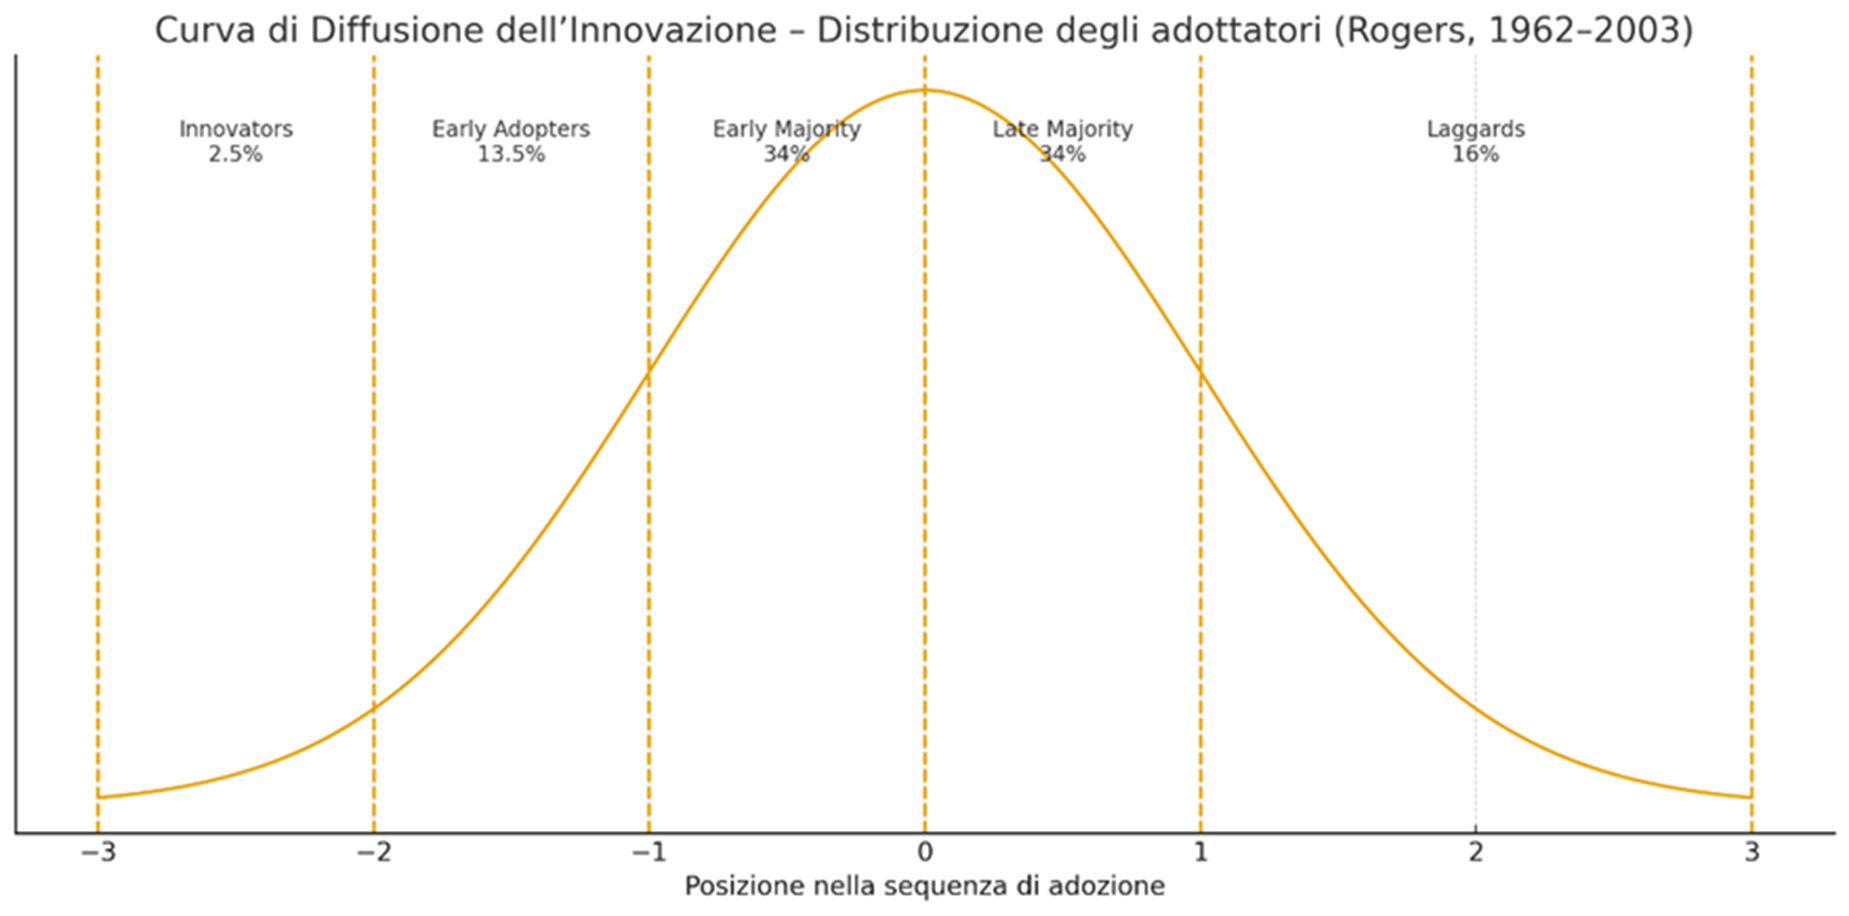 Curva di Diffusione dell’Innovazione – Distribuzione degli adottatori (Rogers, 1962–2003)
Innovators
2.5%
Early Adopters
13.5%
Early Majority
34%
Late Majority
34%
Laggards
16%
−3 −2 −1 0 1 2 3
Posizione nella sequenza di adozione